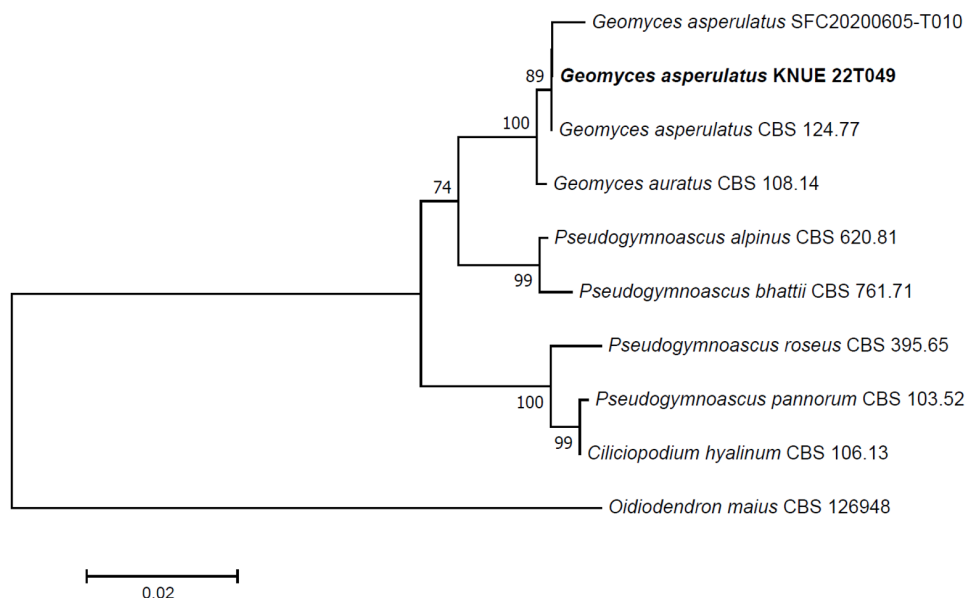 Geomyces asperulatus SFC20200605-T010
89
Geomyces asperulatus KNUE 22T049
100
Geomyces asperulatus CBS 124.77
Geomyces auratus CBS 108.14
74
Pseudogymnoascus alpinus CBS 620.81
99
Pseudogymnoascus bhattii CBS 761.71
Pseudogymnoascus roseus CBS 395.65
100
Pseudogymnoascus pannorum CBS 103.52
99
Ciliciopodium hyalinum CBS 106.13
Oidiodendron maius CBS 126948
0.02